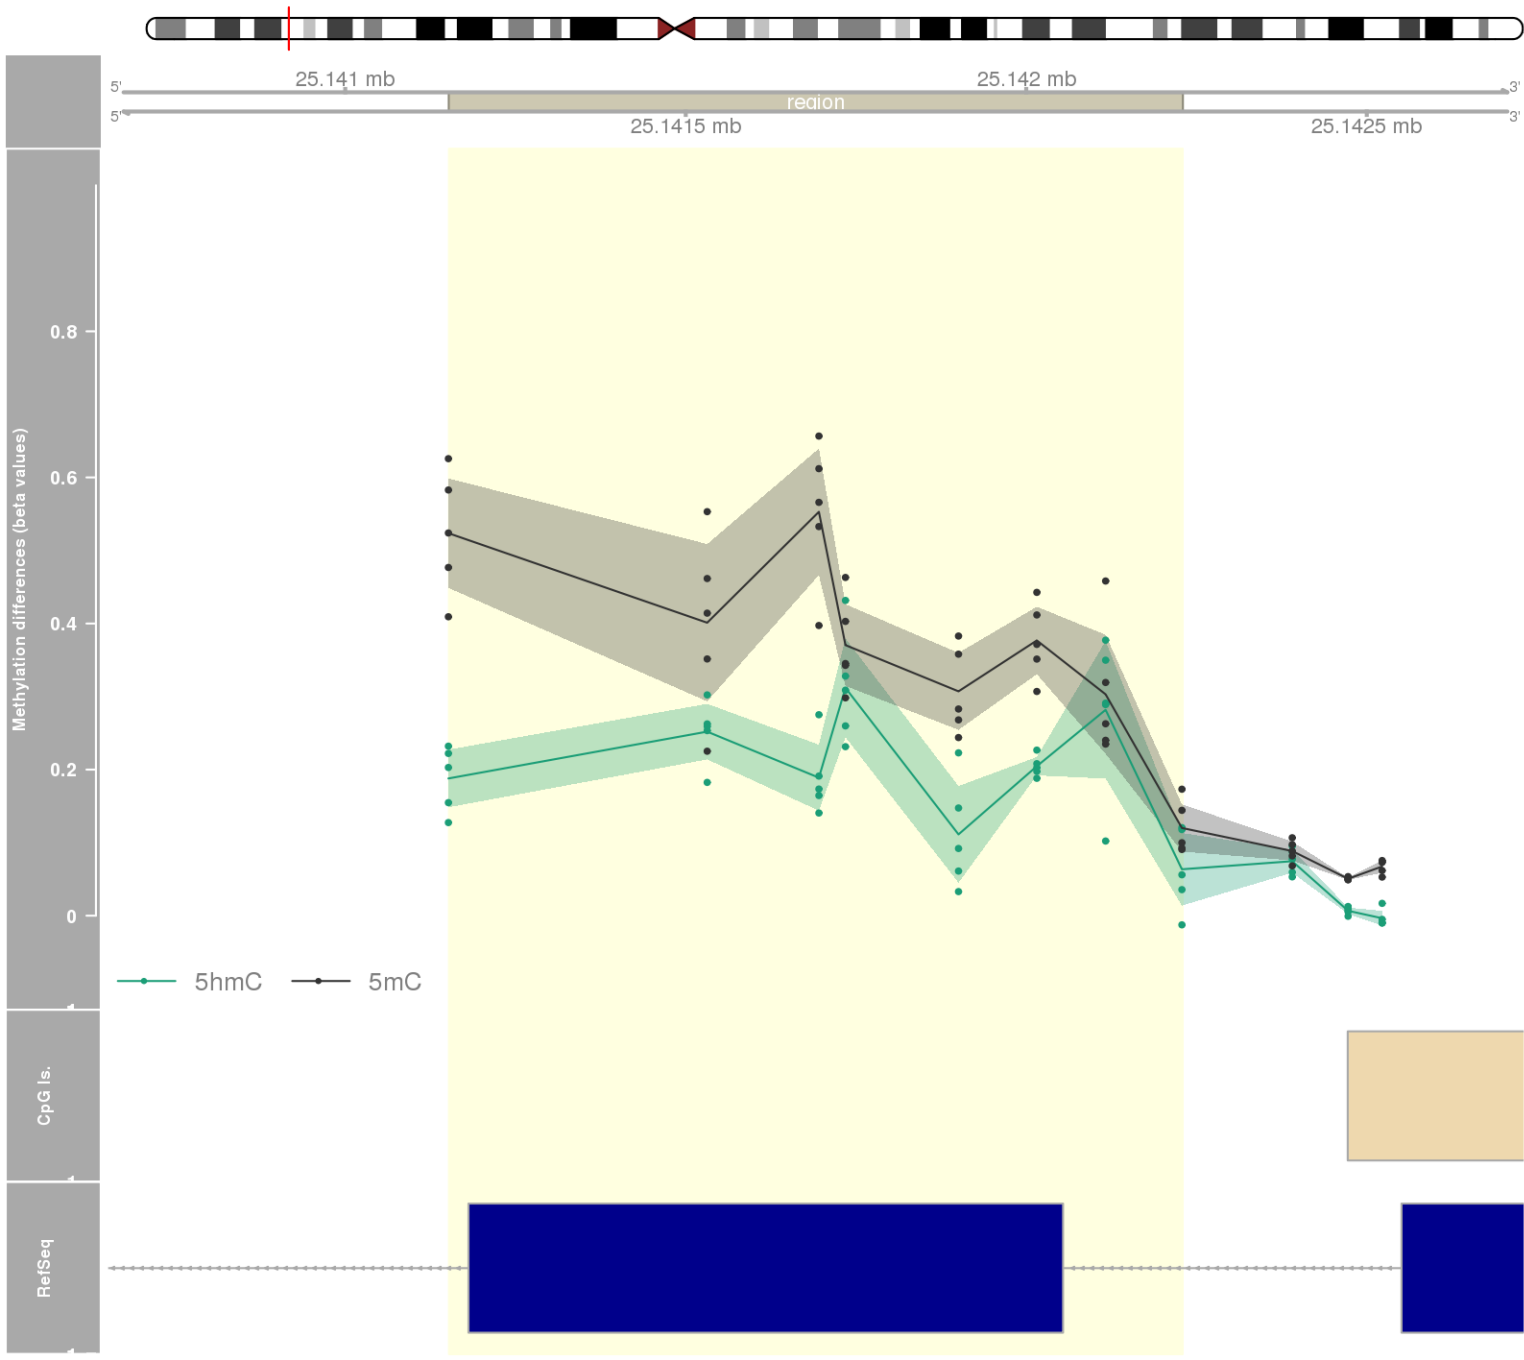 25.141 mb
25.142 mb
5'
3'
region
5'
3'
25.1415 mb
25.1425 mb
Methylation differences (beta values)
0.8
0.6
0.4
0.2
0
5hmC
5mC
CpG Is.
RefSeq